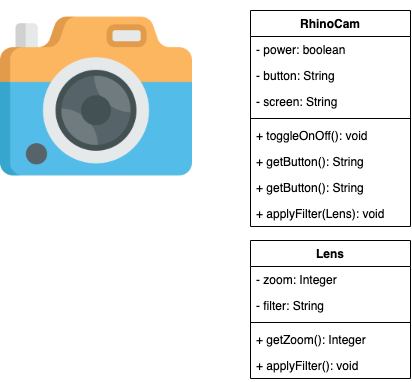 RhinoCam
- power: boolean
- button: String
- screen: String
+ toggleOnOff(): void
+ getButton(): String
+ getButton(): String
+ applyFilter(Lens): void
Lens
- zoom: Integer
- filter: String
+ getZoom(): Integer
+ applyFilter(): void